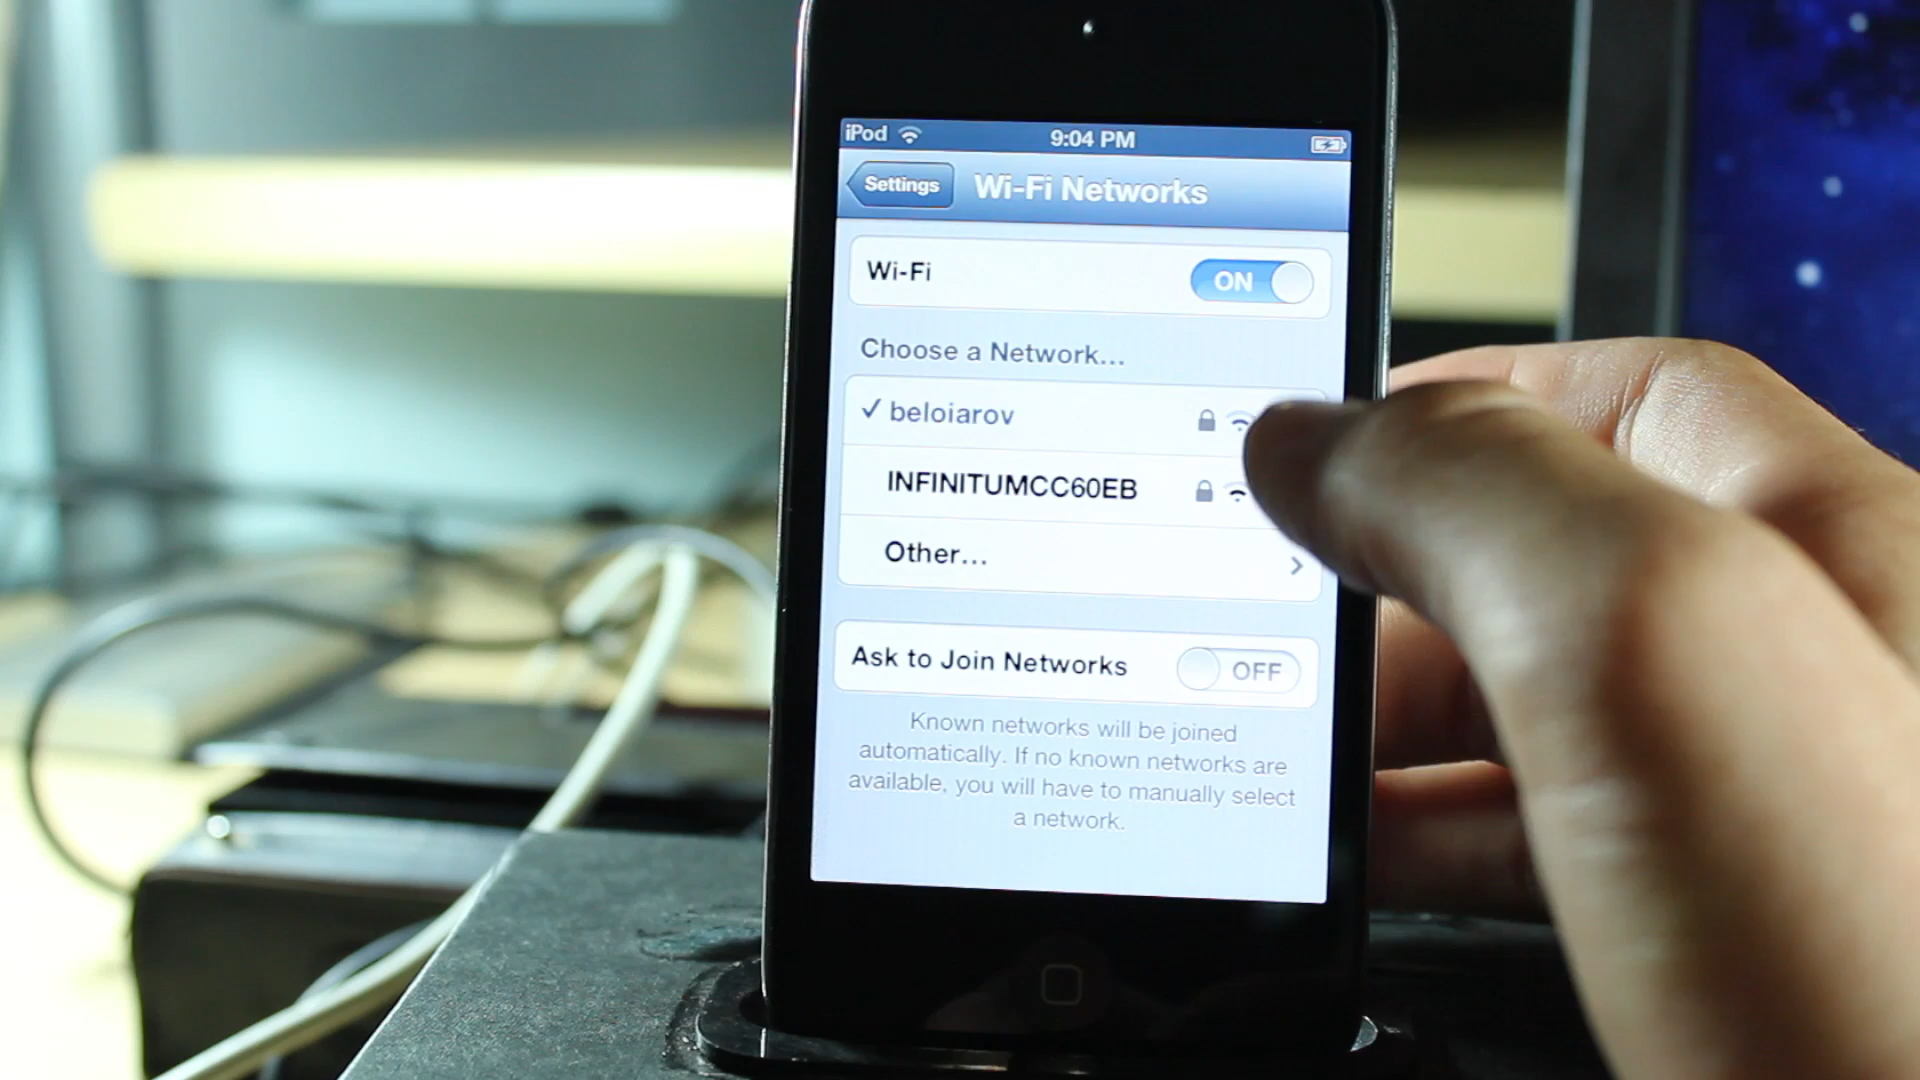 iPod 9:04 PM
Settings Wi-Fi Networks
Wi-Fi ON
Choose a Network...
✓ beloiarov
INFINITUMCC60EB
Other...
Ask to Join Networks OFF
Known networks will be joined
automatically. If no known networks are
available, you will have to manually select
a network.